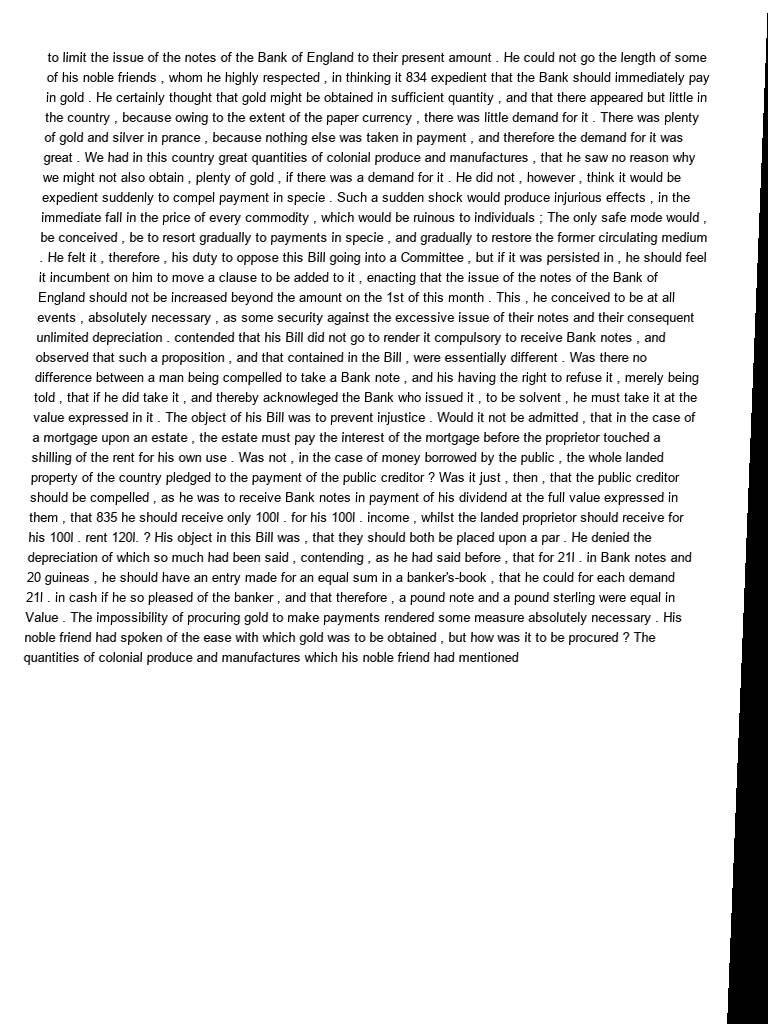 to limit the issue of the notes of the Bank of England to their present amount . He could not go the length of some
of his noble friends , whom he highly respected , in thinking it 834 expedient that the Bank should immediately pay
in gold . He certainly thought that gold might be obtained in sufficient quantity , and that there appeared but little in
the country , because owing to the extent of the paper currency , there was little demand for it . There was plenty
of gold and silver in prance , because nothing else was taken in payment , and therefore the demand for it was
great . We had in this country great quantities of colonial produce and manufactures , that he saw no reason why
we might not also obtain , plenty of gold , if there was a demand for it . He did not , however , think it would be
expedient suddenly to compel payment in specie . Such a sudden shock would produce injurious effects , in the
immediate fall in the price of every commodity , which would be ruinous to individuals ; The only safe mode would ,
be conceived , be to resort gradually to payments in specie , and gradually to restore the former circulating medium
. He felt it , therefore , his duty to oppose this Bill going into a Committee , but if it was persisted in , he should feel
it incumbent on him to move a clause to be added to it , enacting that the issue of the notes of the Bank of
England should not be increased beyond the amount on the 1st of this month . This , he conceived to be at all
events , absolutely necessary , as some security against the excessive issue of their notes and their consequent
unlimited depreciation . contended that his Bill did not go to render it compulsory to receive Bank notes , and
observed that such a proposition , and that contained in the Bill , were essentially different . Was there no
difference between a man being compelled to take a Bank note , and his having the right to refuse it , merely being
told , that if he did take it , and thereby acknowleged the Bank who issued it , to be solvent , he must take it at the
value expressed in it . The object of his Bill was to prevent injustice . Would it not be admitted , that in the case of
a mortgage upon an estate , the estate must pay the interest of the mortgage before the proprietor touched a
shilling of the rent for his own use . Was not , in the case of money borrowed by the public , the whole landed
property of the country pledged to the payment of the public creditor ? Was it just , then , that the public creditor
should be compelled , as he was to receive Bank notes in payment of his dividend at the full value expressed in
them , that 835 he should receive only 100l . for his 100l . income , whilst the landed proprietor should receive for
his 100l . rent 120l. ? His object in this Bill was , that they should both be placed upon a par . He denied the
depreciation of which so much had been said , contending , as he had said before , that for 21l . in Bank notes and
20 guineas , he should have an entry made for an equal sum in a banker's-book , that he could for each demand
21l . in cash if he so pleased of the banker , and that therefore , a pound note and a pound sterling were equal in
Value . The impossibility of procuring gold to make payments rendered some measure absolutely necessary . His
noble friend had spoken of the ease with which gold was to be obtained , but how was it to be procured ? The
quantities of colonial produce and manufactures which his noble friend had mentioned